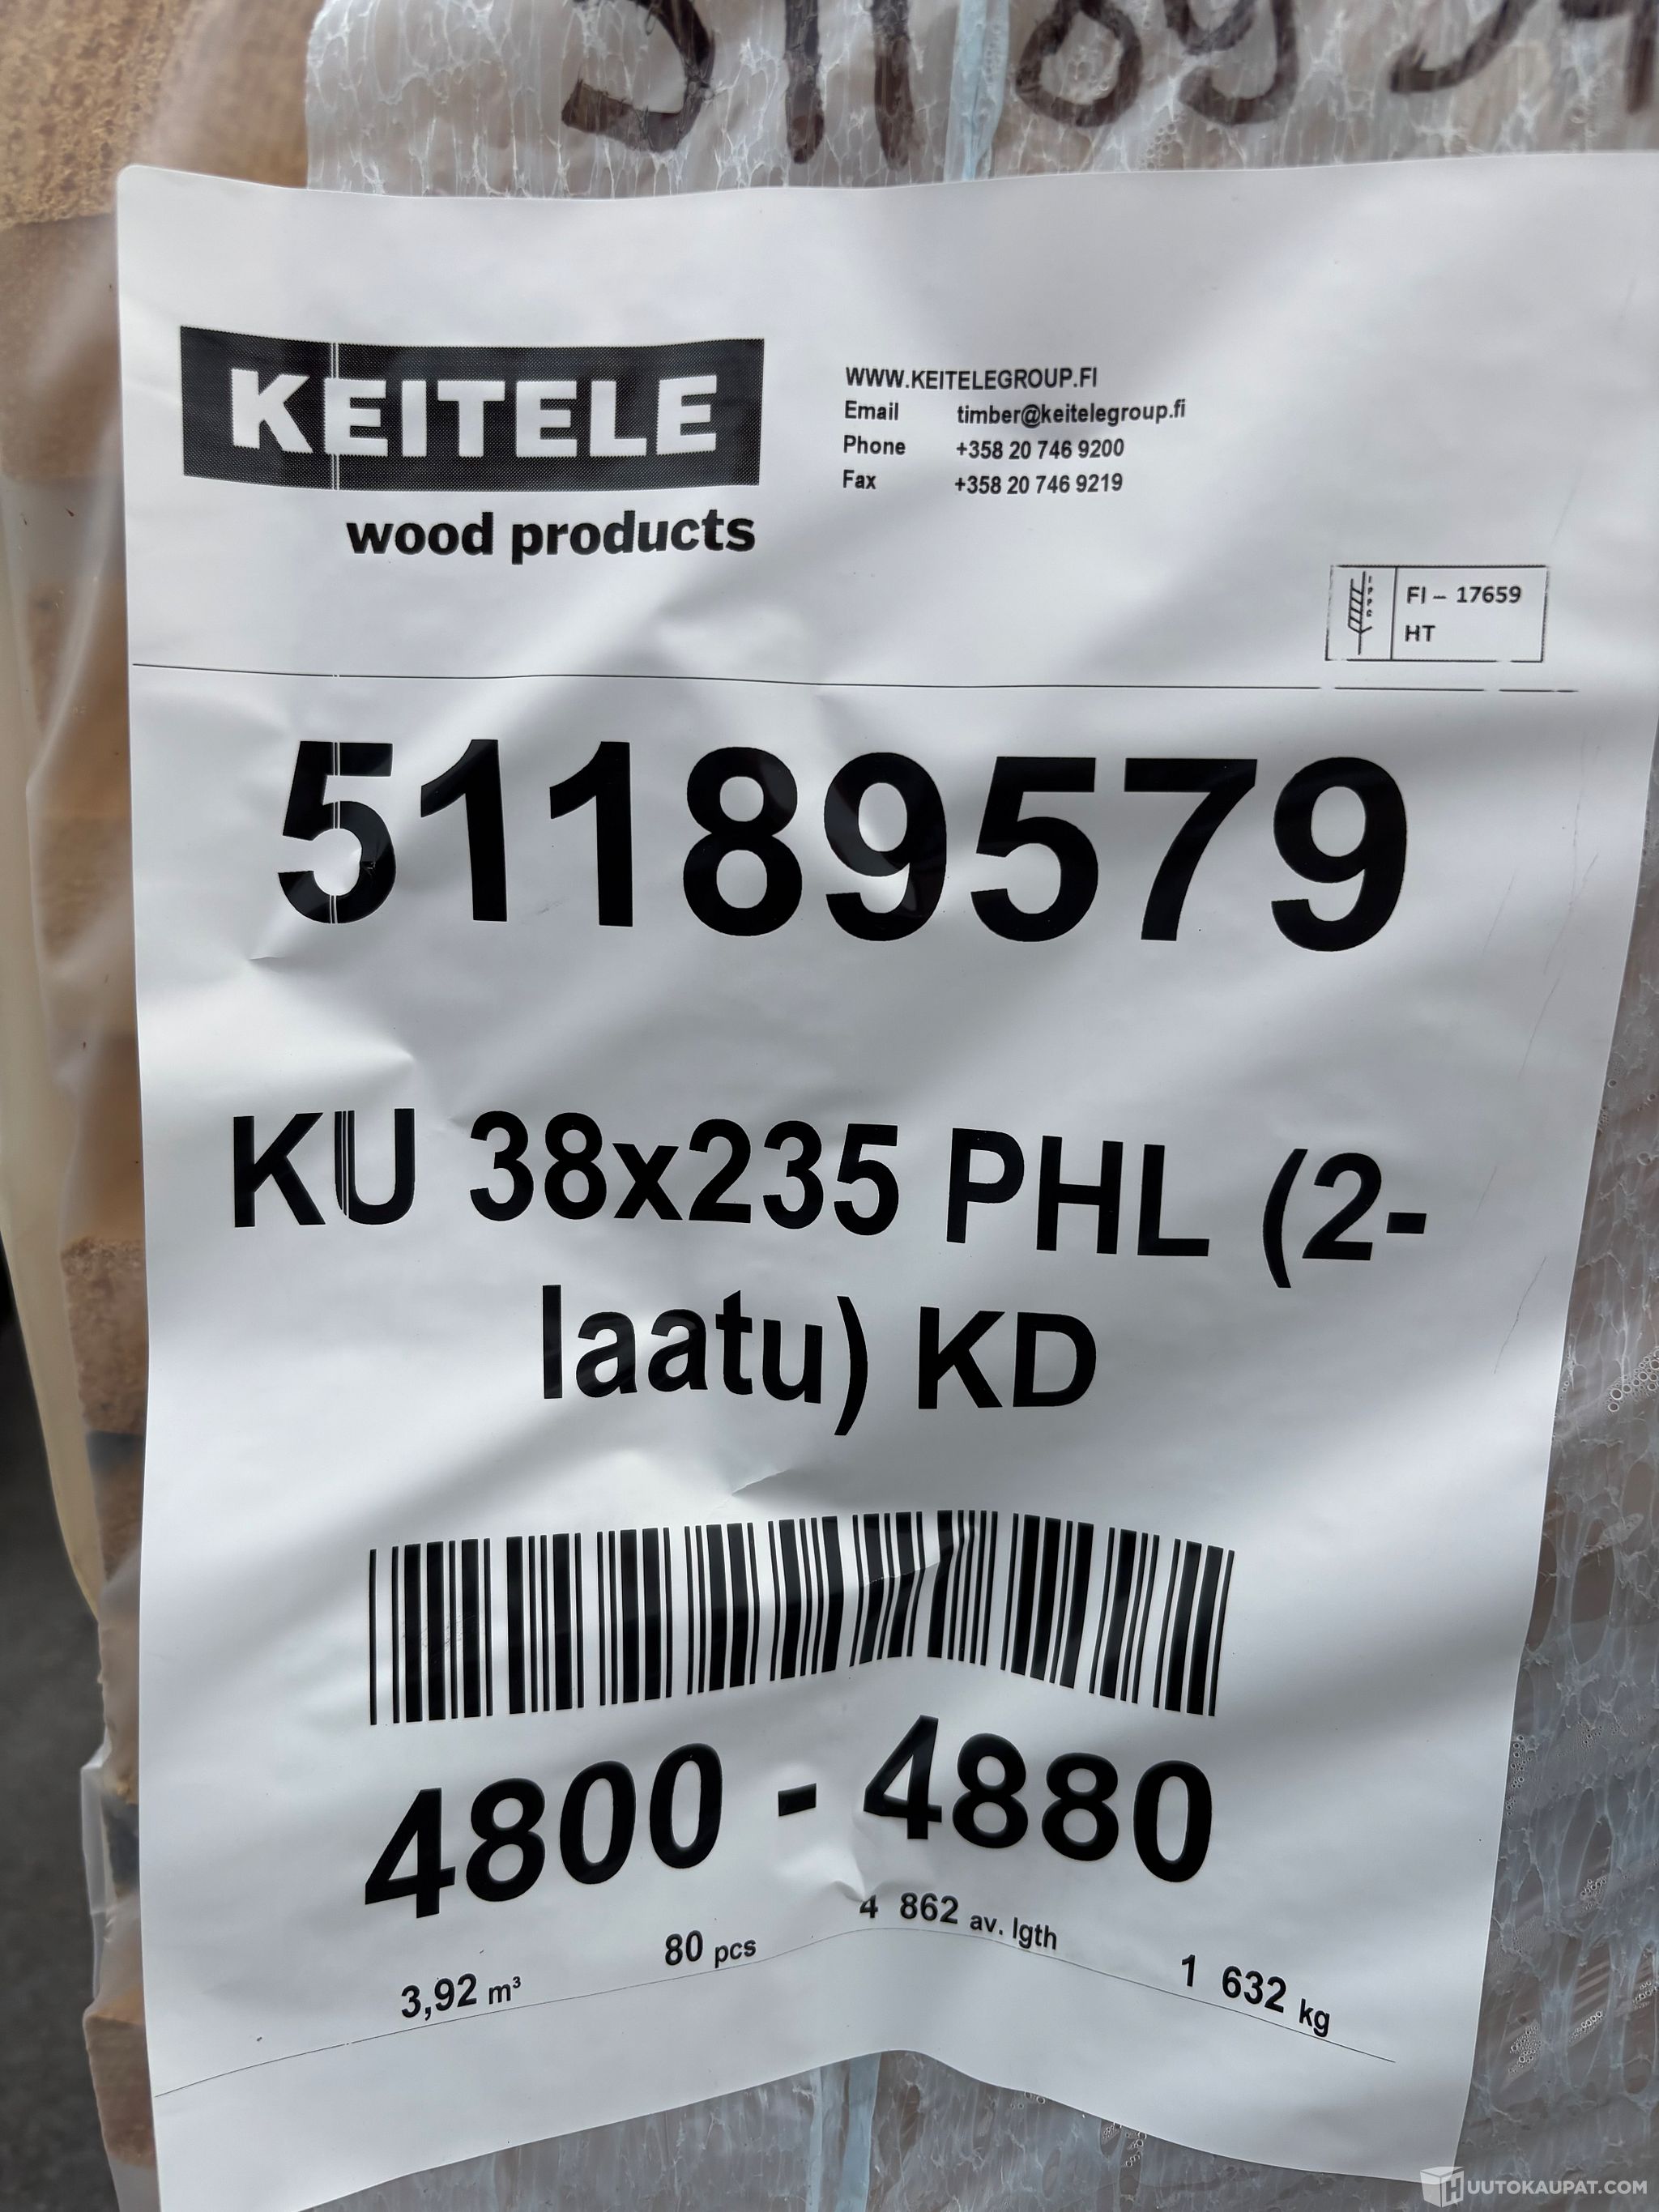 KEITELE
wood products
WWW.KEITELEGROUP.FI
Email timber@keitelegroup.fi
Phone +358 20 746 9200
Fax +358 20 746 9219
IPPC
FI – 17659
HT
51189579
KU 38x235 PHL (2-
laatu) KD
4800 - 4880
3,92 m³ 80 pcs 4 862 av. lgth 1 632 kg
HUUTOKAUPAT.COM